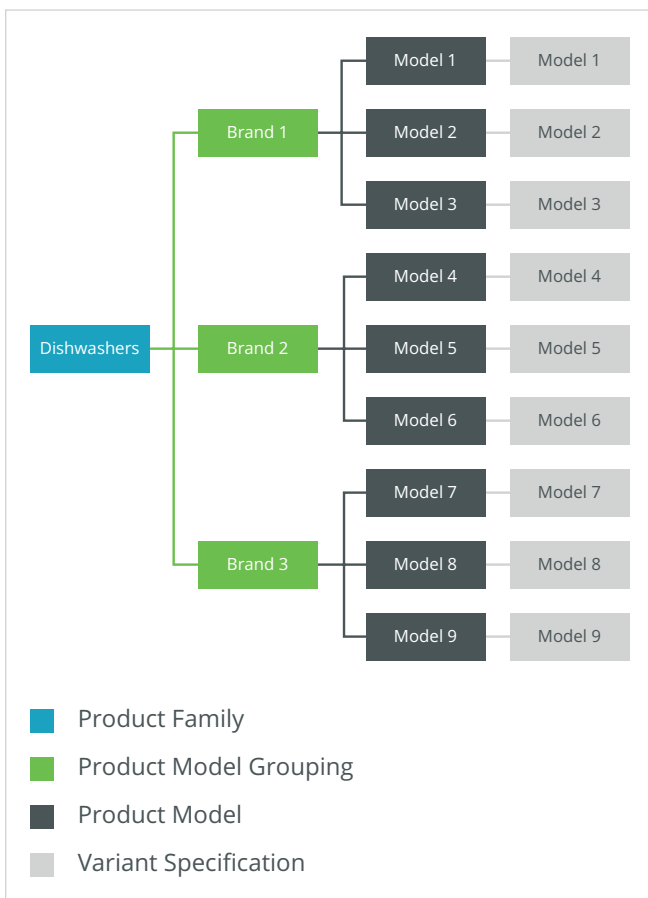 Model 1 Model 1
Brand 1 Model 2 Model 2
Model 3 Model 3
Model 4 Model 4
Dishwashers Brand 2 Model 5 Model 5
Model 6 Model 6
Model 7 Model 7
Brand 3 Model 8 Model 8
Model 9 Model 9
Product Family
Product Model Grouping
Product Model
Variant Specification